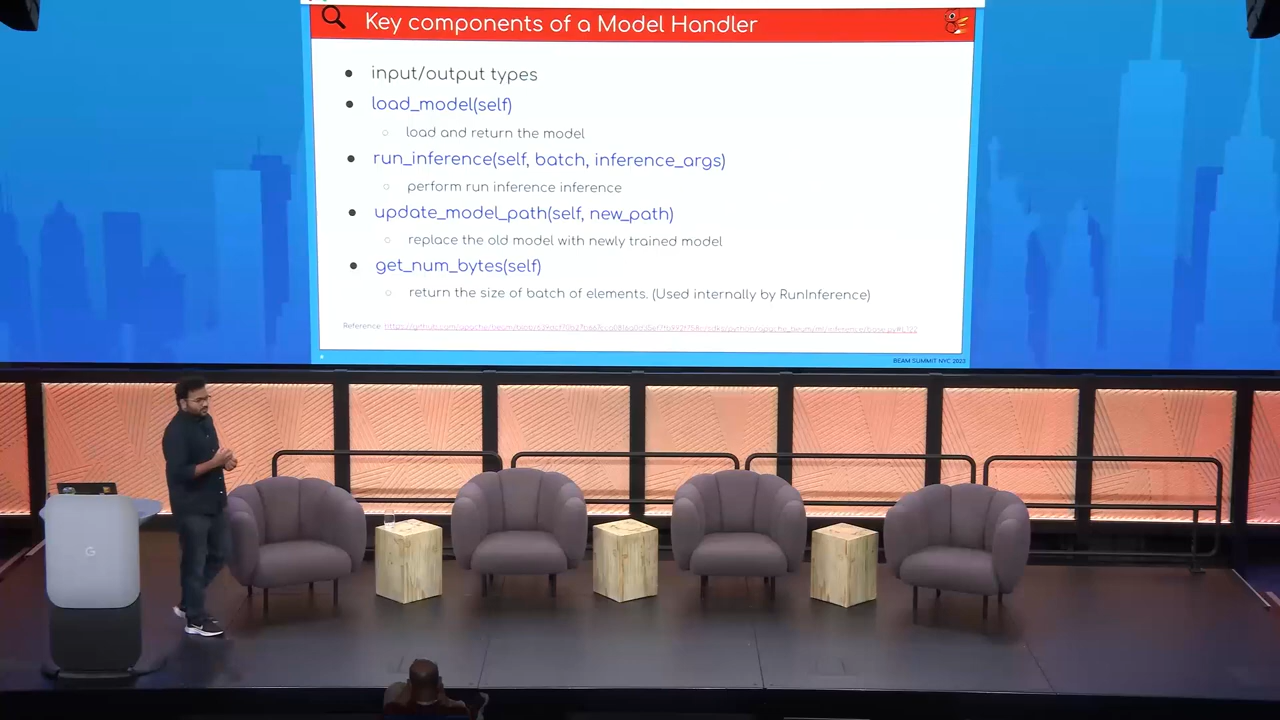 Key components of a Model Handler
● input/output types
● load_model(self)
○ load and return the model
● run_inference(self, batch, inference_args)
○ perform run inference inference
● update_model_path(self, new_path)
○ replace the old model with newly trained model
● get_num_bytes(self)
○ return the size of batch of elements. (Used internally by RunInference)
Reference:
BEAM SUMMIT NYC 2023
G